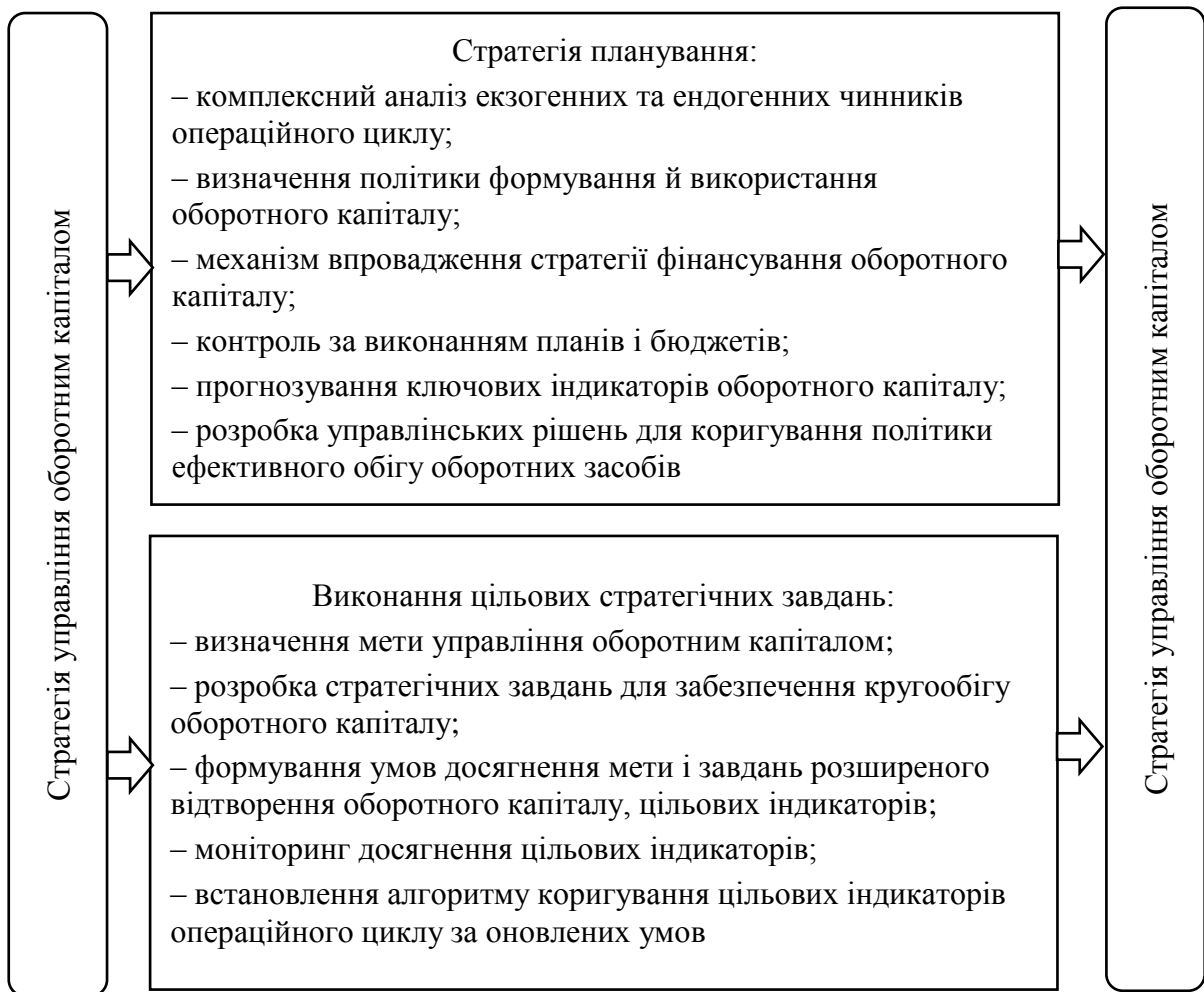 Стратегія управління оборотним капіталом
Стратегія планування:
– комплексний аналіз екзогенних та ендогенних чинників
операційного циклу;
– визначення політики формування й використання
оборотного капіталу;
– механізм впровадження стратегії фінансування оборотного
капіталу;
– контроль за виконанням планів і бюджетів;
– прогнозування ключових індикаторів оборотного капіталу;
– розробка управлінських рішень для коригування політики
ефективного обігу оборотних засобів
Виконання цільових стратегічних завдань:
– визначення мети управління оборотним капіталом;
– розробка стратегічних завдань для забезпечення кругообігу
оборотного капіталу;
– формування умов досягнення мети і завдань розширеного
відтворення оборотного капіталу, цільових індикаторів;
– моніторинг досягнення цільових індикаторів;
– встановлення алгоритму коригування цільових індикаторів
операційного циклу за оновлених умов
Стратегія управління оборотним капіталом